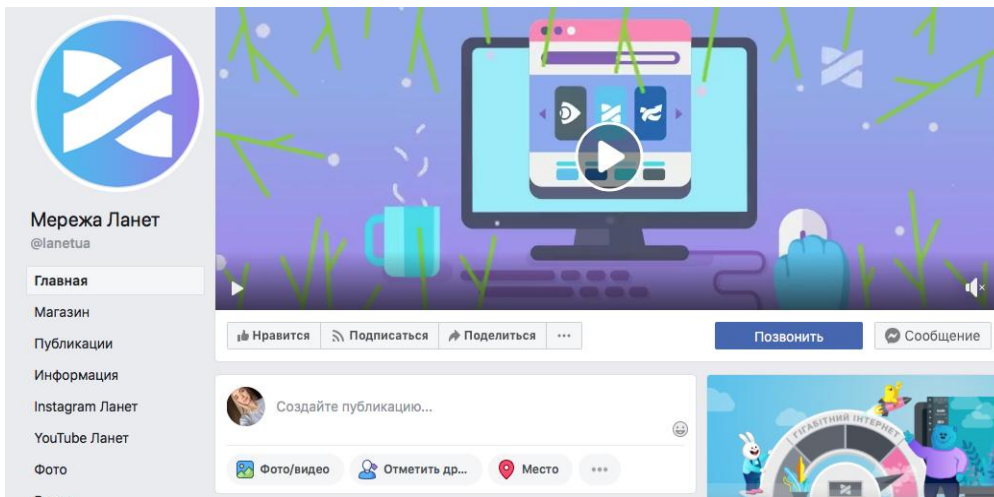 Мережа Ланет
@lanetua
Главная
Магазин
Публикации
Информация
Instagram Ланет
YouTube Ланет
Фото
Нравится
Подписаться
Поделиться
Позвонить
Сообщение
Создайте публикацию...
Фото/видео
Отметить др...
Место
ГІГАБІТНИЙ ІНТЕРНЕТ